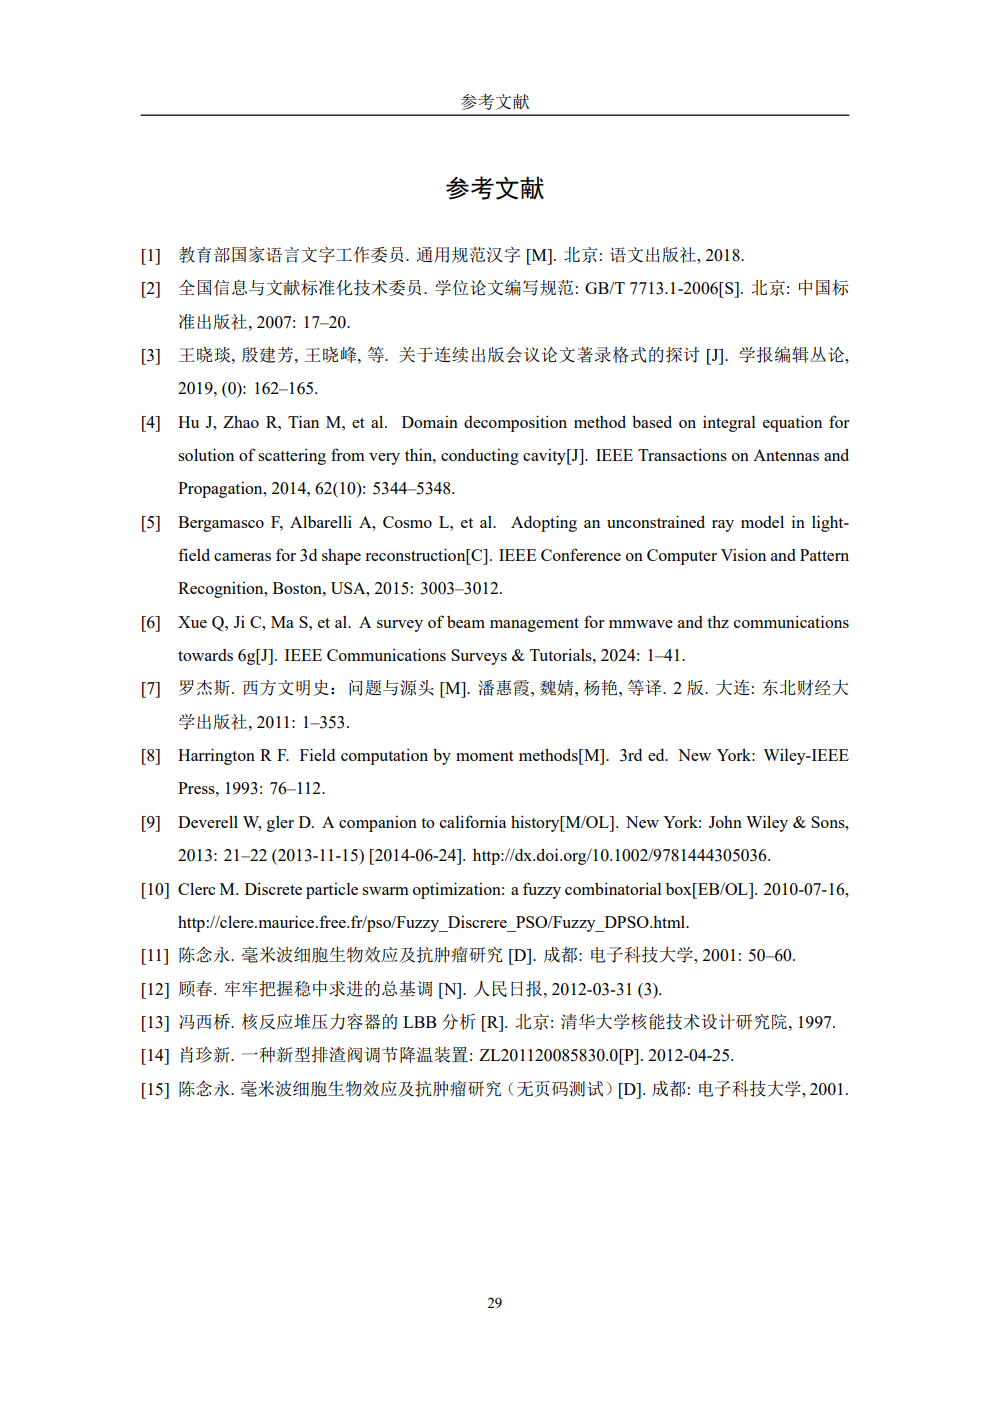 参考文献
参考文献
[1] 教育部国家语言文字工作委员. 通用规范汉字 [M]. 北京: 语文出版社, 2018.
[2] 全国信息与文献标准化技术委员. 学位论文编写规范: GB/T 7713.1-2006[S]. 北京: 中国标
准出版社, 2007: 17–20.
[3] 王晓琰, 殷建芳, 王晓峰, 等. 关于连续出版会议论文著录格式的探讨 [J]. 学报编辑丛论,
2019, (0): 162–165.
[4] Hu J, Zhao R, Tian M, et al. Domain decomposition method based on integral equation for
solution of scattering from very thin, conducting cavity[J]. IEEE Transactions on Antennas and
Propagation, 2014, 62(10): 5344–5348.
[5] Bergamasco F, Albarelli A, Cosmo L, et al. Adopting an unconstrained ray model in light-
field cameras for 3d shape reconstruction[C]. IEEE Conference on Computer Vision and Pattern
Recognition, Boston, USA, 2015: 3003–3012.
[6] Xue Q, Ji C, Ma S, et al. A survey of beam management for mmwave and thz communications
towards 6g[J]. IEEE Communications Surveys & Tutorials, 2024: 1–41.
[7] 罗杰斯. 西方文明史：问题与源头 [M]. 潘惠霞, 魏婧, 杨艳, 等译. 2 版. 大连: 东北财经大
学出版社, 2011: 1–353.
[8] Harrington R F. Field computation by moment methods[M]. 3rd ed. New York: Wiley-IEEE
Press, 1993: 76–112.
[9] Deverell W, gler D. A companion to california history[M/OL]. New York: John Wiley & Sons,
2013: 21–22 (2013-11-15) [2014-06-24]. http://dx.doi.org/10.1002/9781444305036.
[10] Clerc M. Discrete particle swarm optimization: a fuzzy combinatorial box[EB/OL]. 2010-07-16,
http://clere.maurice.free.fr/pso/Fuzzy_Discrere_PSO/Fuzzy_DPSO.html.
[11] 陈念永. 毫米波细胞生物效应及抗肿瘤研究 [D]. 成都: 电子科技大学, 2001: 50–60.
[12] 顾春. 牢牢把握稳中求进的总基调 [N]. 人民日报, 2012-03-31 (3).
[13] 冯西桥. 核反应堆压力容器的 LBB 分析 [R]. 北京: 清华大学核能技术设计研究院, 1997.
[14] 肖珍新. 一种新型排渣阀调节降温装置: ZL201120085830.0[P]. 2012-04-25.
[15] 陈念永. 毫米波细胞生物效应及抗肿瘤研究（无页码测试）[D]. 成都: 电子科技大学, 2001.
29